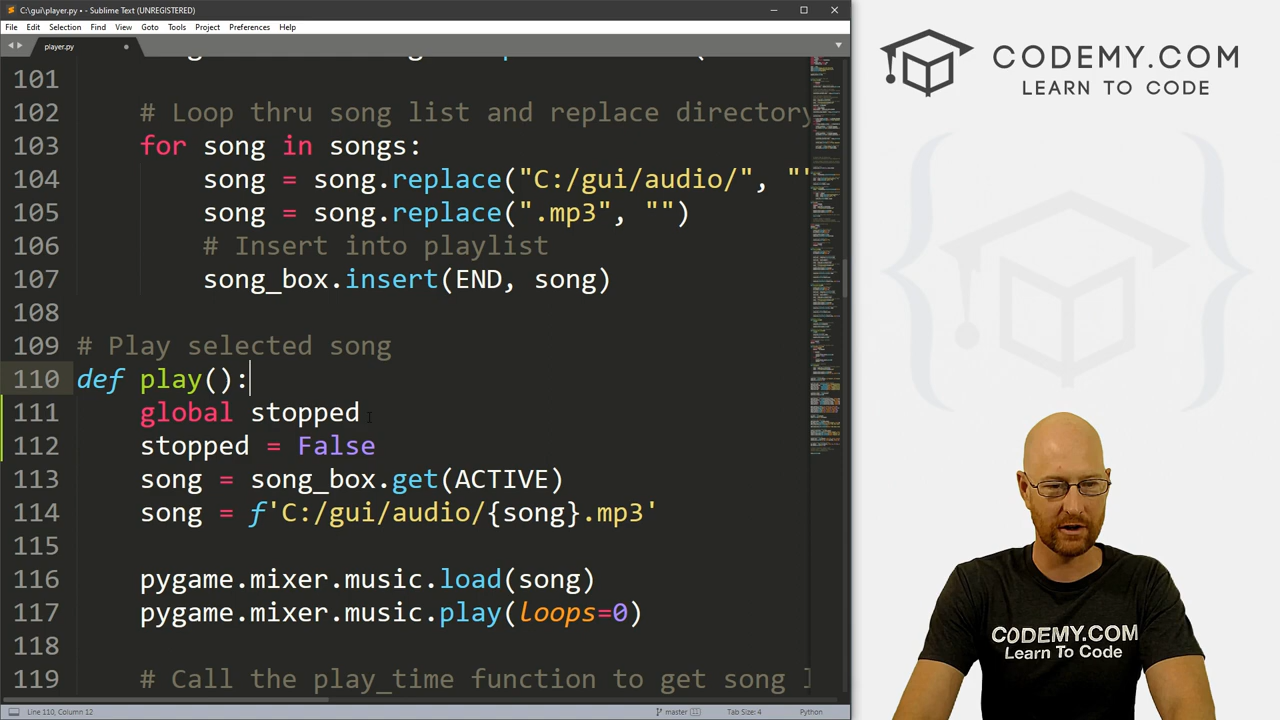 C:\gui\player.py • - Sublime Text (UNREGISTERED)
File Edit Selection Find View Goto Tools Project Preferences Help
player.py
101
102 # Loop thru song list and replace directory
103 for song in songs:
104 song = song.replace("C:/gui/audio/", ""
105 song = song.replace(".mp3", "")
106 # Insert into playlist
107 song_box.insert(END, song)
108
109 # Play selected song
110 def play():
111 global stopped
112 stopped = False
113 song = song_box.get(ACTIVE)
114 song = f'C:/gui/audio/{song}.mp3'
115
116 pygame.mixer.music.load(song)
117 pygame.mixer.music.play(loops=0)
118
119 # Call the play_time function to get song l
Line 110, Column 12 master 11 Tab Size: 4 Python
CODEMY.COM
LEARN TO CODE
CODEMY.COM
Learn To Code